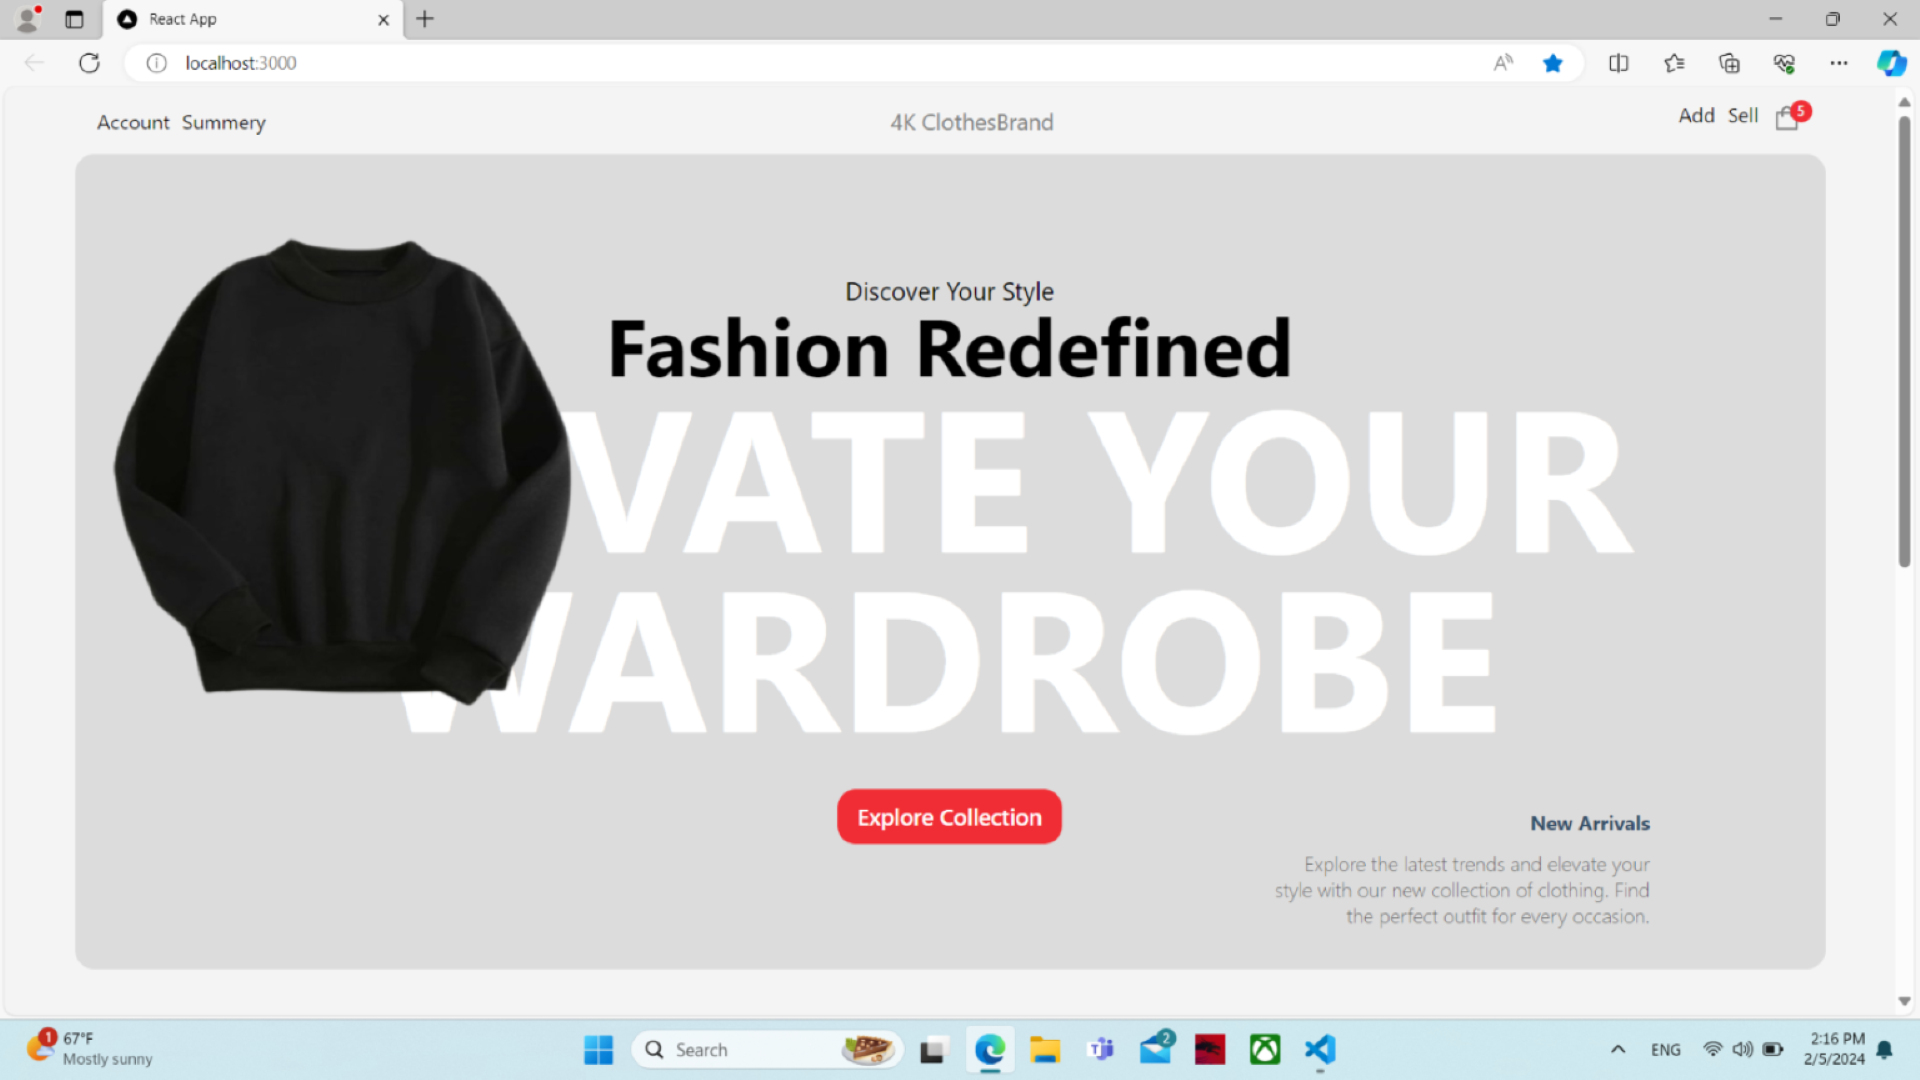 React App
localhost:3000
Account Summery
4K ClothesBrand
Add Sell 5
Discover Your Style
Fashion Redefined
VATE YOUR
WARDROBE
Explore Collection
New Arrivals
Explore the latest trends and elevate your
style with our new collection of clothing. Find
the perfect outfit for every occasion.
1
67°F
Mostly sunny
Search
2
ENG
2:16 PM
2/5/2024